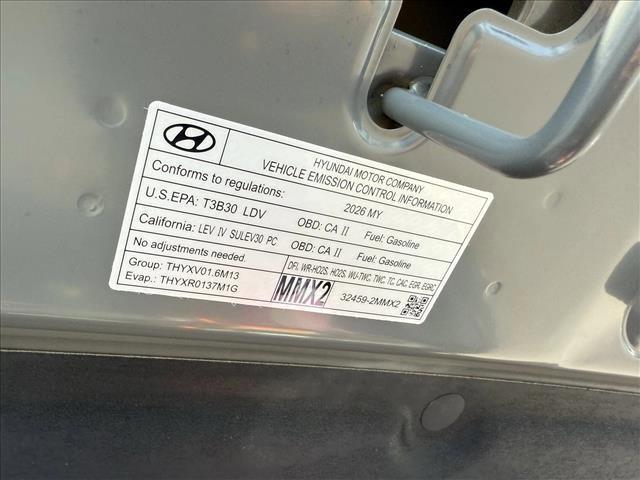 HYUNDAI MOTOR COMPANY
VEHICLE EMISSION CONTROL INFORMATION
Conforms to regulations: 2026 MY
U.S.EPA: T3B30 LDV OBD: CA II Fuel: Gasoline
California: LEV IV SULEV30 PC OBD: CA II Fuel: Gasoline
No adjustments needed. DFI, WR-HO2S, HO2S, WU-TWC, TWC, TC, CAC, EGR, EGRC
Group: THYXV01.6M13
Evap.: THYXR0137M1G
MMX2
32459-2MMX2